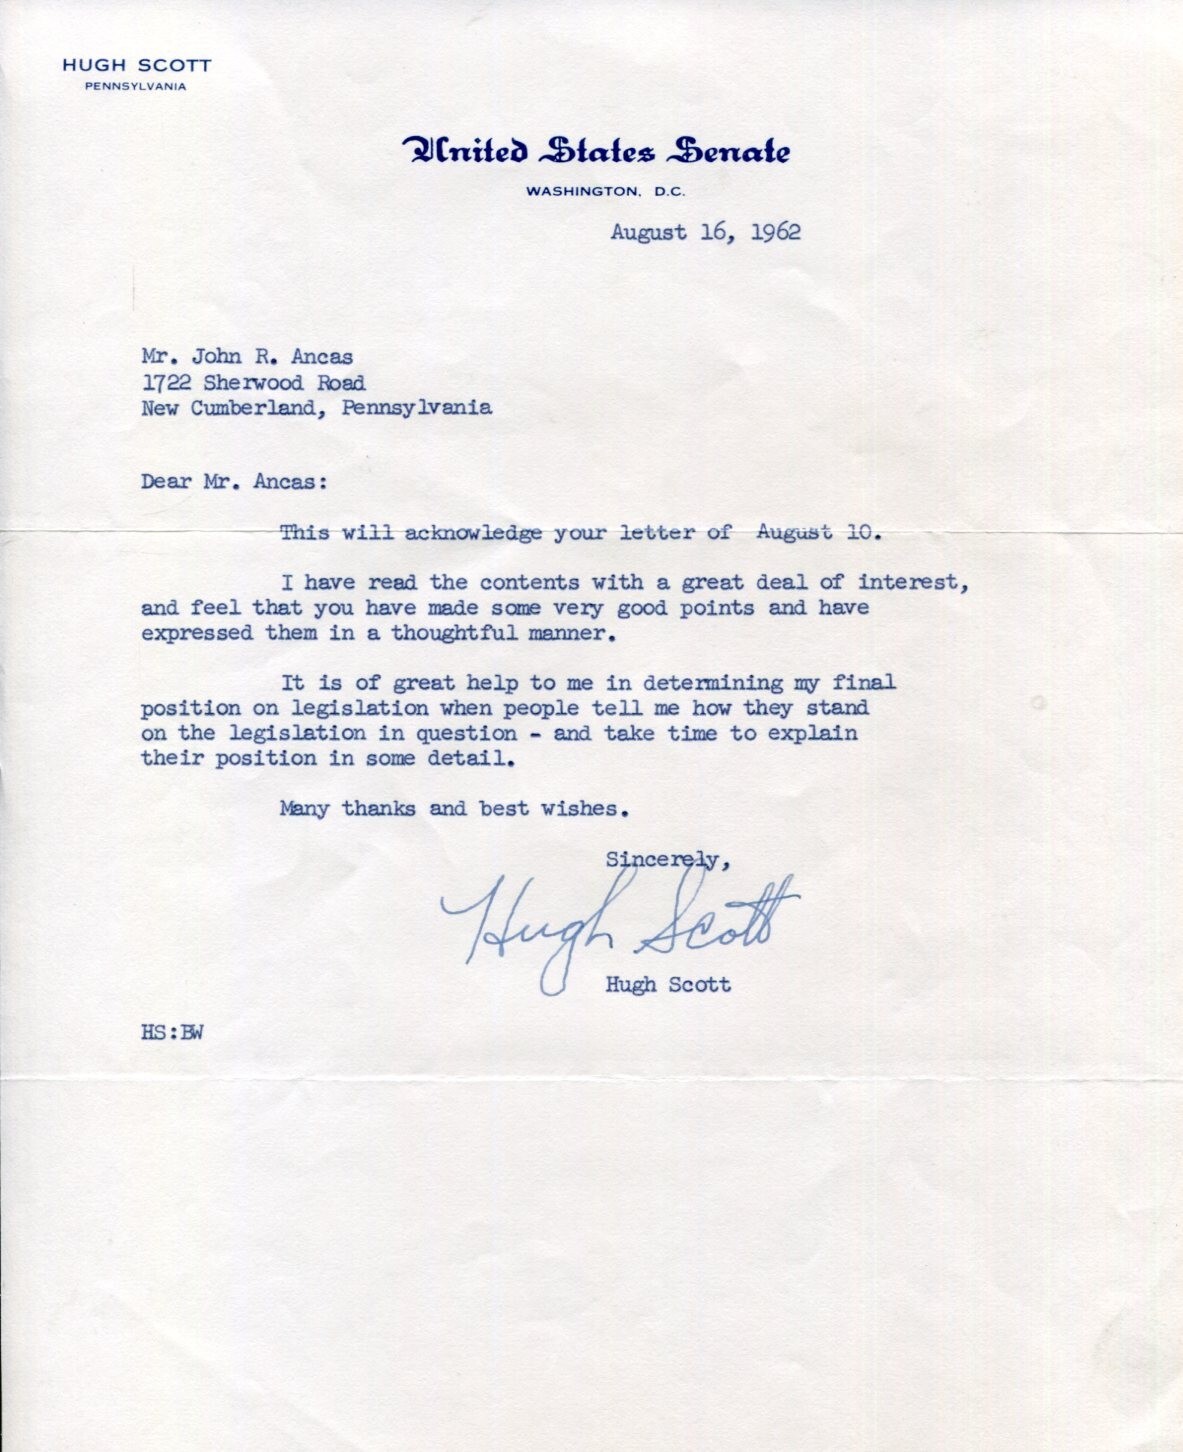 HUGH SCOTT
PENNSYLVANIA
United States Senate
WASHINGTON, D.C.
August 16, 1962
Mr. John R. Ancas
1722 Sherwood Road
New Cumberland, Pennsylvania
Dear Mr. Ancas:
This will acknowledge your letter of August 10.
I have read the contents with a great deal of interest,
and feel that you have made some very good points and have
expressed them in a thoughtful manner.
It is of great help to me in determining my final
position on legislation when people tell me how they stand
on the legislation in question - and take time to explain
their position in some detail.
Many thanks and best wishes.
Sincerely,
Hugh Scott
Hugh Scott
HS:BW